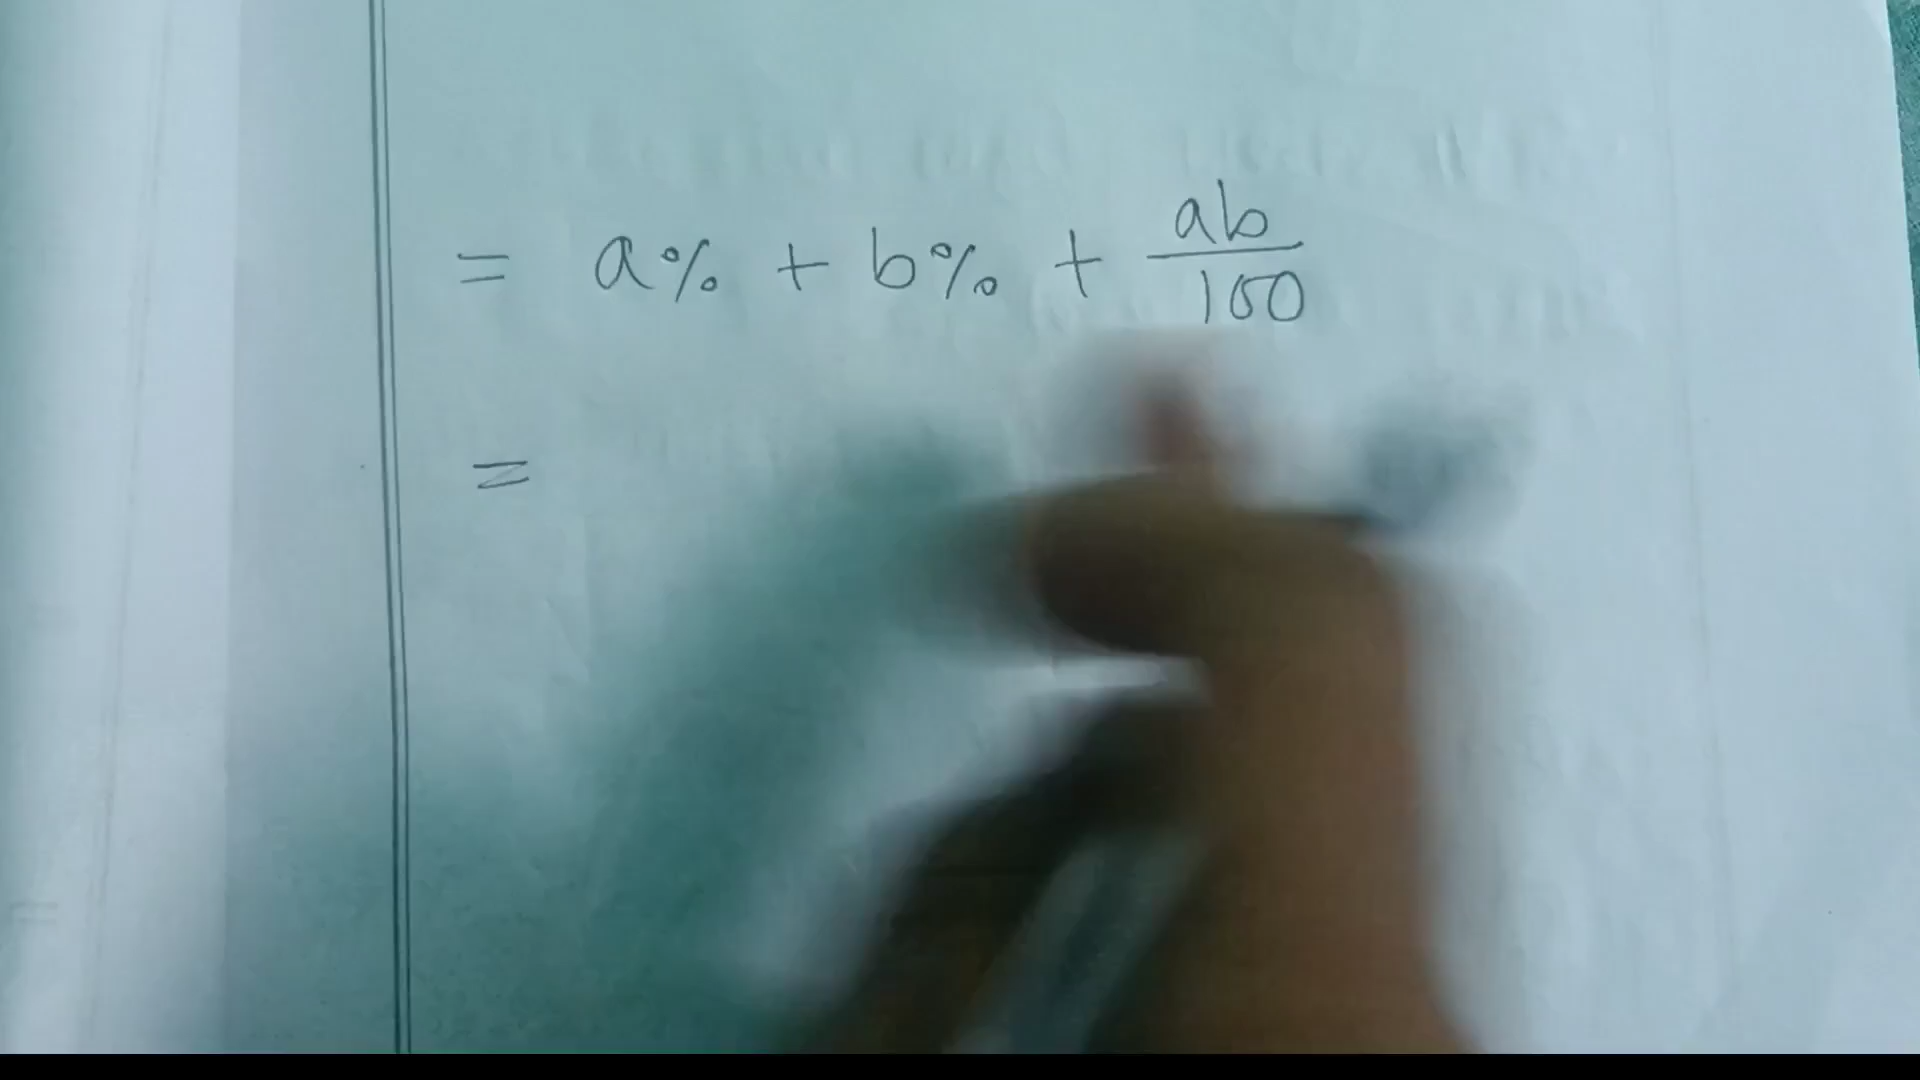 = a% + b% + ab/100
=